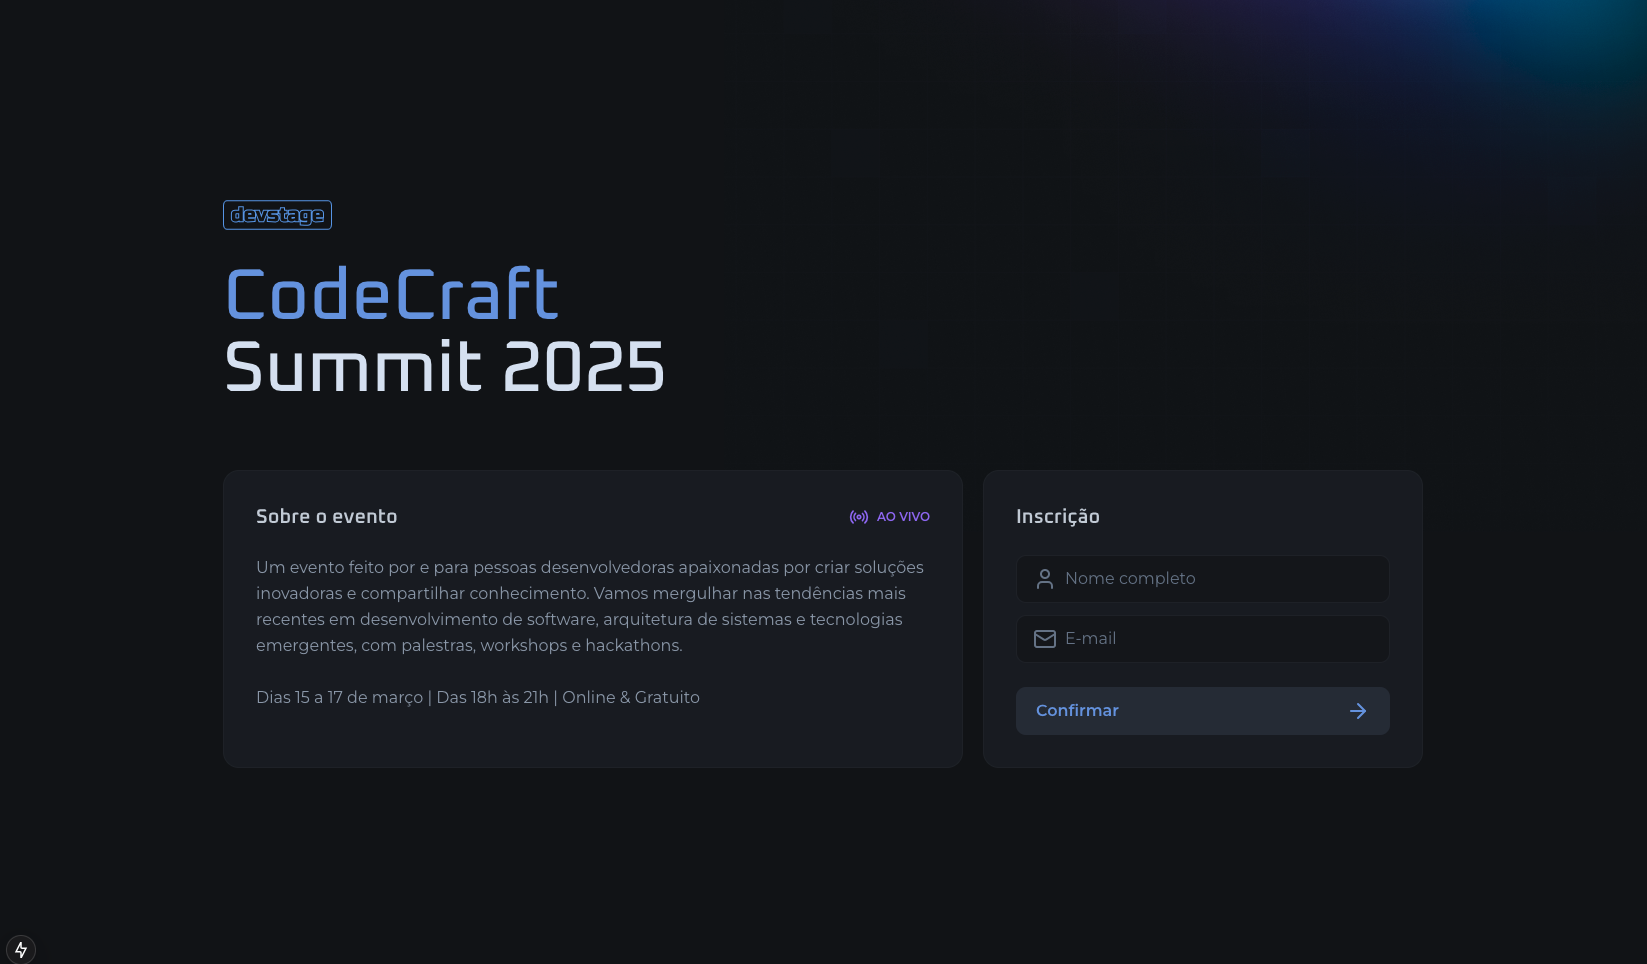 devstage
CodeCraft
Summit 2025
Sobre o evento
AO VIVO
Um evento feito por e para pessoas desenvolvedoras apaixonadas por criar soluções
inovadoras e compartilhar conhecimento. Vamos mergulhar nas tendências mais
recentes em desenvolvimento de software, arquitetura de sistemas e tecnologias
emergentes, com palestras, workshops e hackathons.
Dias 15 a 17 de março | Das 18h às 21h | Online & Gratuito
Inscrição
Nome completo
E-mail
Confirmar